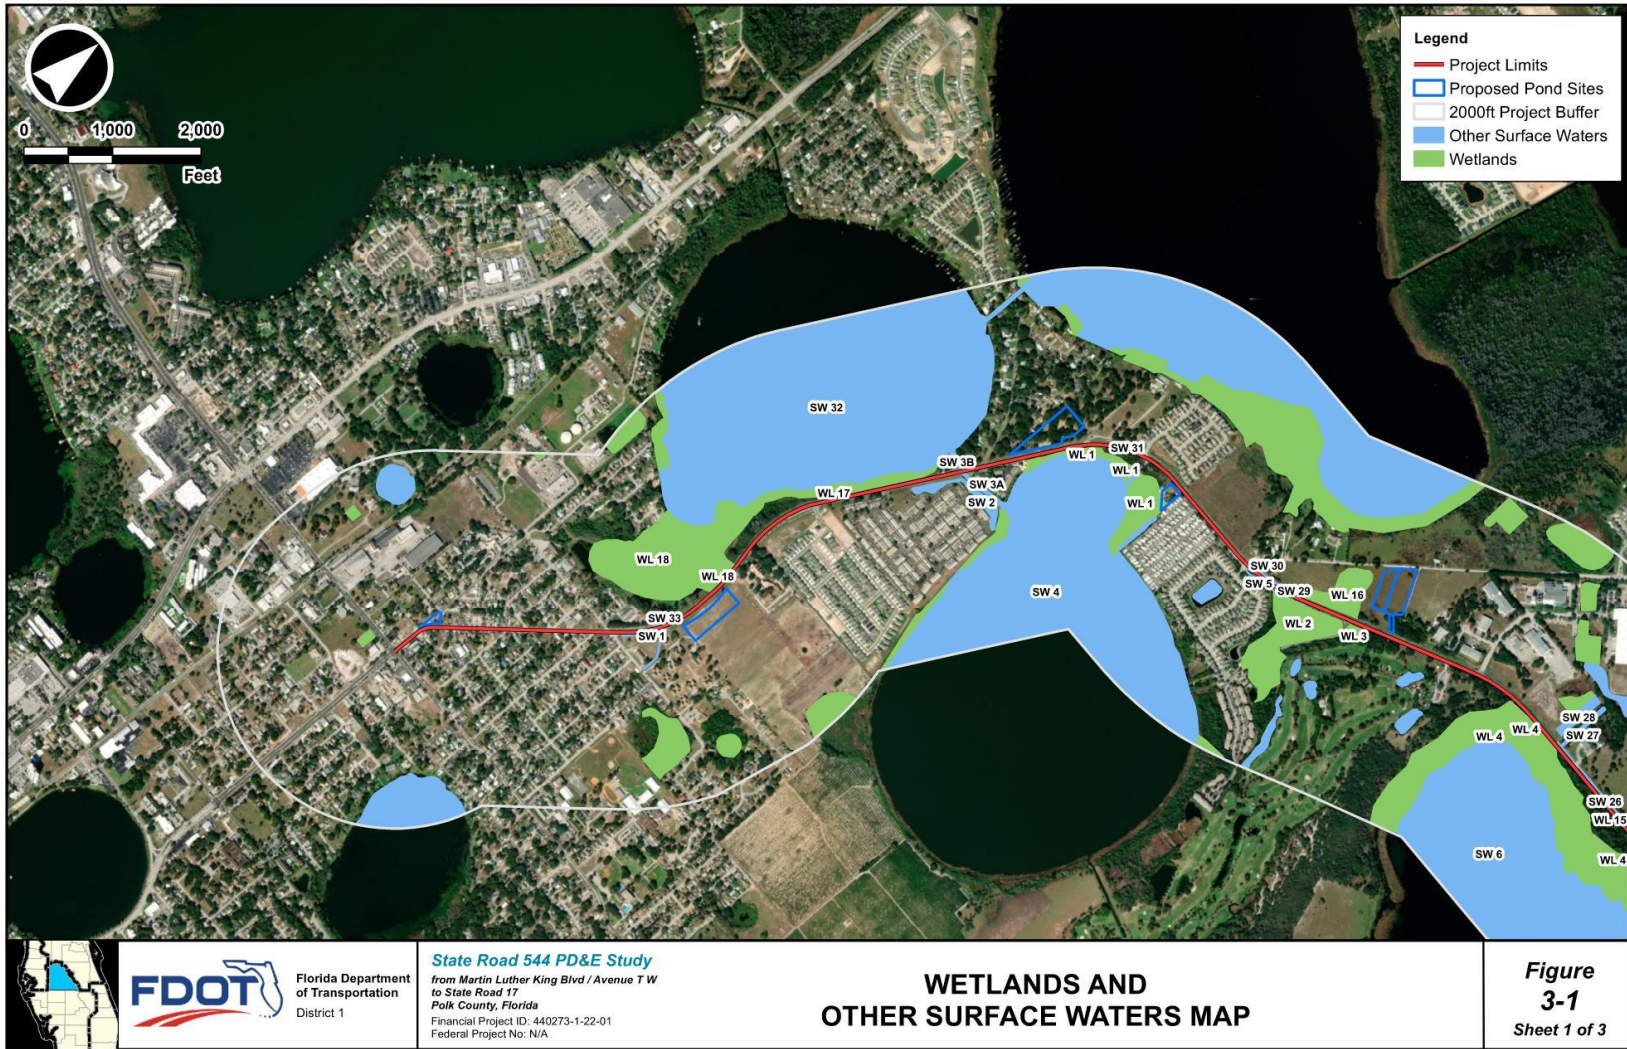 Legend
Project Limits
Proposed Pond Sites
2000ft Project Buffer
Other Surface Waters
Wetlands
0 1,000 2,000
Feet
SW 32
SW 31
SW 3B
WL 1
WL 1
SW 3A
WL 17
SW 2
WL 1
WL 18
SW 30
WL 18
SW 5
SW 29
SW 4
WL 16
SW 33
WL 2
SW 1
WL 3
SW 28
WL 4
WL 4
SW 27
SW 26
WL 15
SW 6
WL 4
FDOT
Florida Department
of Transportation
District 1
State Road 544 PD&E Study
from Martin Luther King Blvd / Avenue T W
to State Road 17
Polk County, Florida
Financial Project ID: 440273-1-22-01
Federal Project No: N/A
WETLANDS AND
OTHER SURFACE WATERS MAP
Figure
3-1
Sheet 1 of 3